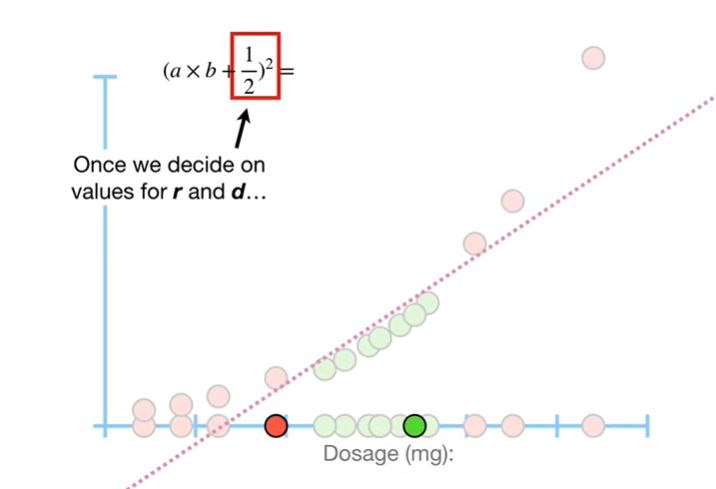 (a × b + 1/2)² =
Once we decide on
values for r and d…
Dosage (mg):